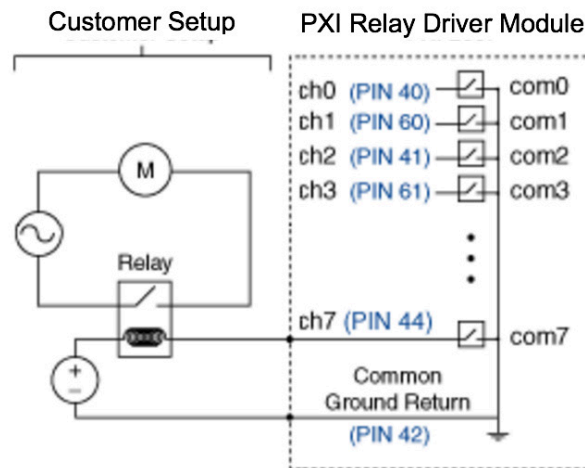 Customer Setup
PXI Relay Driver Module
ch0 (PIN 40) com0
ch1 (PIN 60) com1
ch2 (PIN 41) com2
ch3 (PIN 61) com3
M
Relay
ch7 (PIN 44) com7
+
−
Common
Ground Return
(PIN 42)